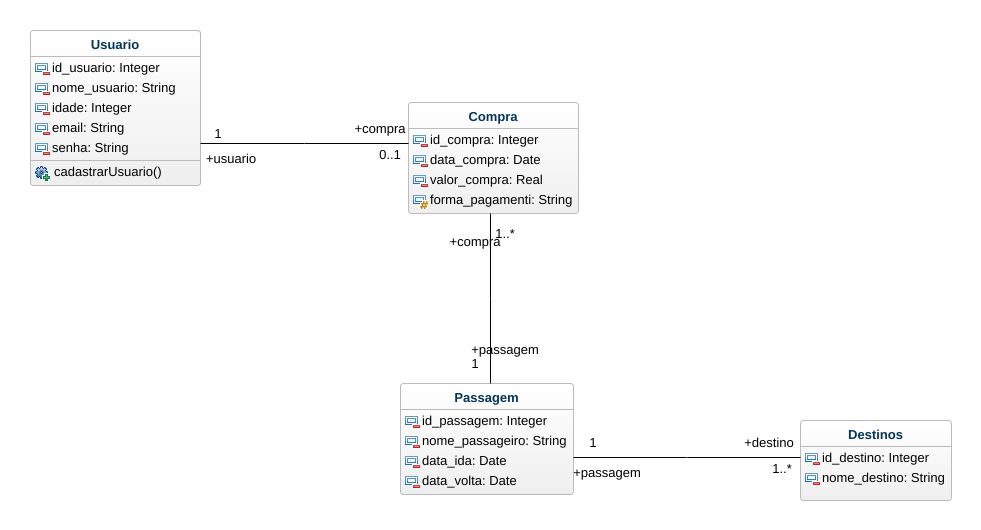 Usuario
id_usuario: Integer
nome_usuario: String
idade: Integer
email: String
senha: String
cadastrarUsuario()
1
+usuario
+compra
0..1
Compra
id_compra: Integer
data_compra: Date
valor_compra: Real
forma_pagamenti: String
1..*
+compra
+passagem
1
Passagem
id_passagem: Integer
nome_passageiro: String
data_ida: Date
data_volta: Date
1
+passagem
+destino
1..*
Destinos
id_destino: Integer
nome_destino: String